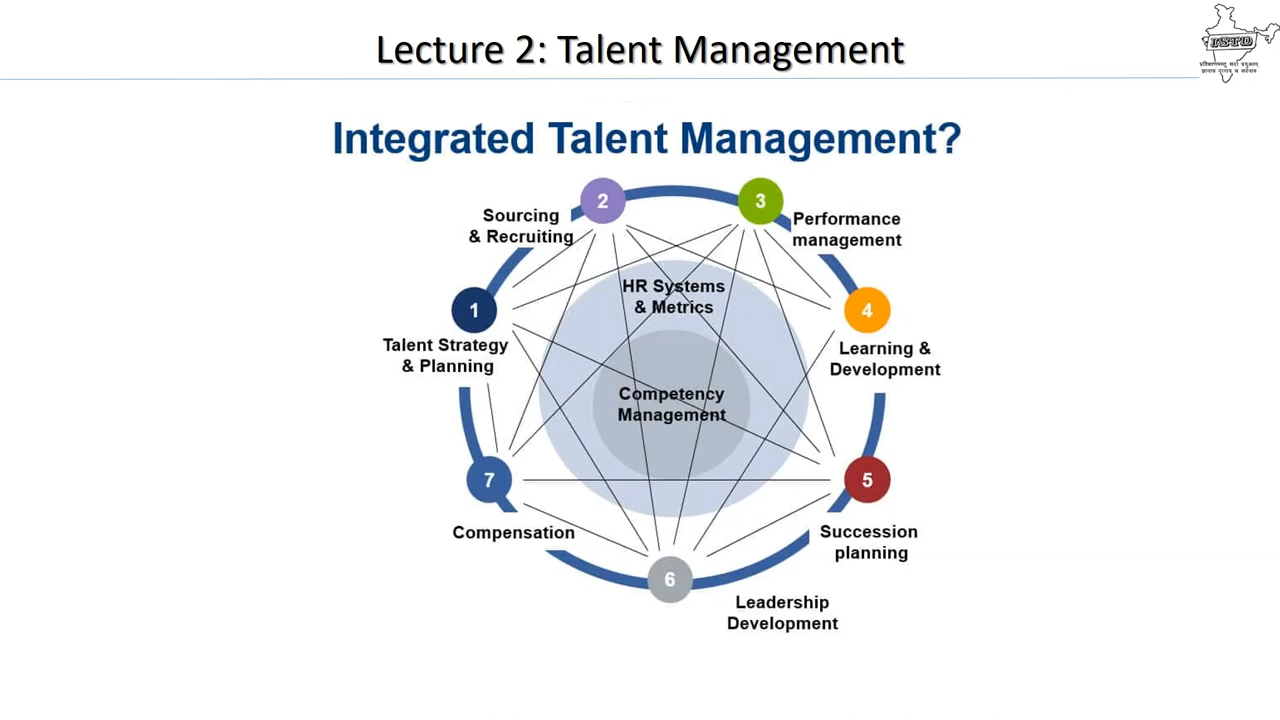 Lecture 2: Talent Management
ISTD
Integrated Talent Management?
2
3
Sourcing
& Recruiting
Performance
management
HR Systems
& Metrics
1
4
Talent Strategy
& Planning
Learning &
Development
Competency
Management
7
5
Compensation
Succession
planning
6
Leadership
Development